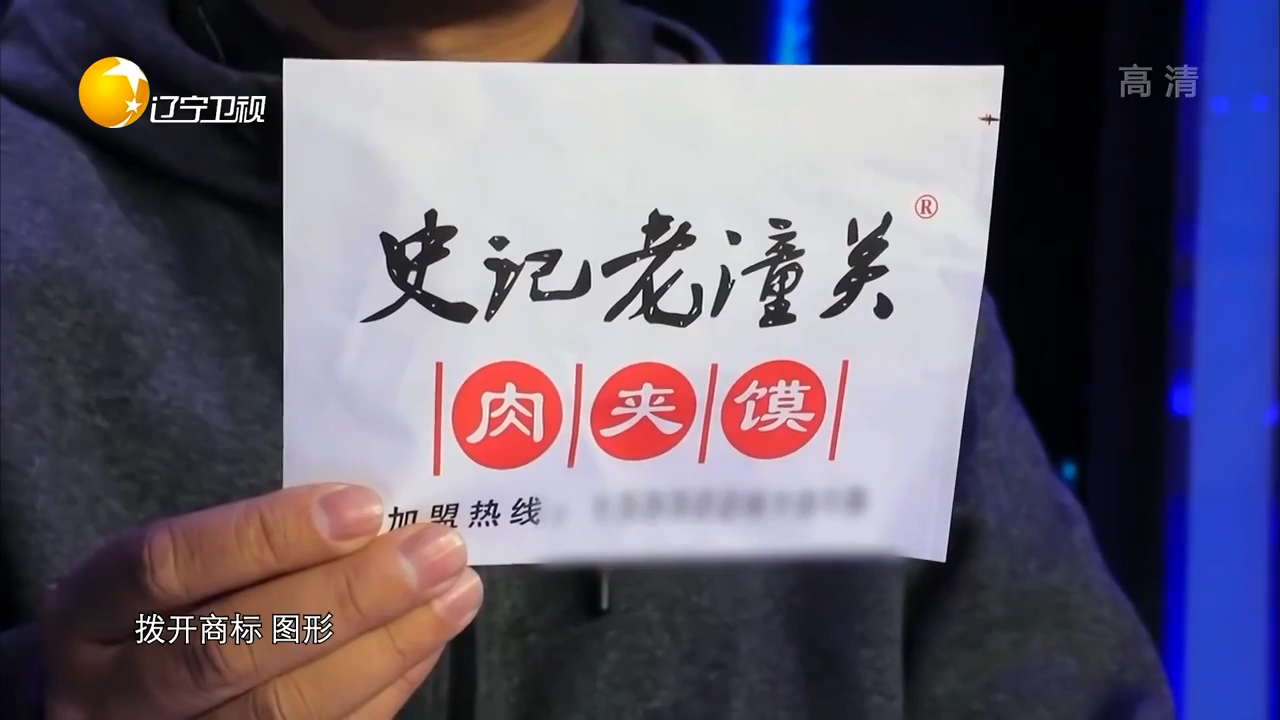 辽宁卫视
高清
史记老潼关®
肉夹馍
加盟热线
拨开商标 图形